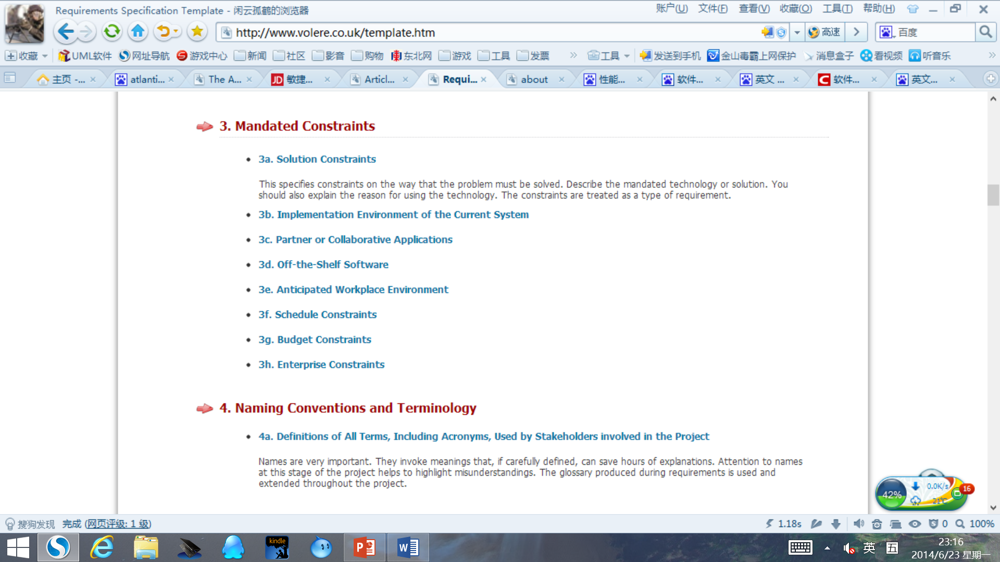 Requirements Specification Template - 闲云孤鹤的浏览器
账户(U) 文件(F) 查看(V) 收藏(O) 工具(T) 帮助(H)
http://www.volere.co.uk/template.htm
高速
百度
收藏 UML软件 网址导航 游戏中心 新闻 社区 影音 购物 东北网 游戏 工具 发票 » 工具 发送到手机 金山毒霸上网保护 消息盒子 看视频 听音乐 »
主页 -... atlanti... The A... JD 敏捷... Articl... Requi... about 性能... 软件... 英文 ... C 软件... 英文...
3. Mandated Constraints
• 3a. Solution Constraints
This specifies constraints on the way that the problem must be solved. Describe the mandated technology or solution. You
should also explain the reason for using the technology. The constraints are treated as a type of requirement.
• 3b. Implementation Environment of the Current System
• 3c. Partner or Collaborative Applications
• 3d. Off-the-Shelf Software
• 3e. Anticipated Workplace Environment
• 3f. Schedule Constraints
• 3g. Budget Constraints
• 3h. Enterprise Constraints
4. Naming Conventions and Terminology
• 4a. Definitions of All Terms, Including Acronyms, Used by Stakeholders involved in the Project
Names are very important. They invoke meanings that, if carefully defined, can save hours of explanations. Attention to names
at this stage of the project helps to highlight misunderstandings. The glossary produced during requirements is used and
extended throughout the project.
42% 0.0K/s 16
21℃
搜狗发现 完成 (网页评级: 1 级) 1.18s 0 100%
kindle
英 五
23:16
2014/6/23 星期一